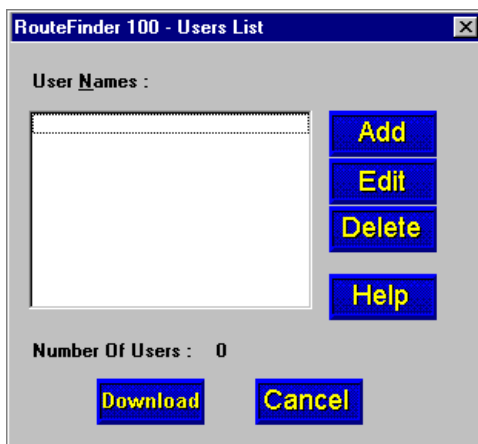 RouteFinder 100 - Users List
User Names :
Add
Edit
Delete
Help
Number Of Users : 0
Download
Cancel